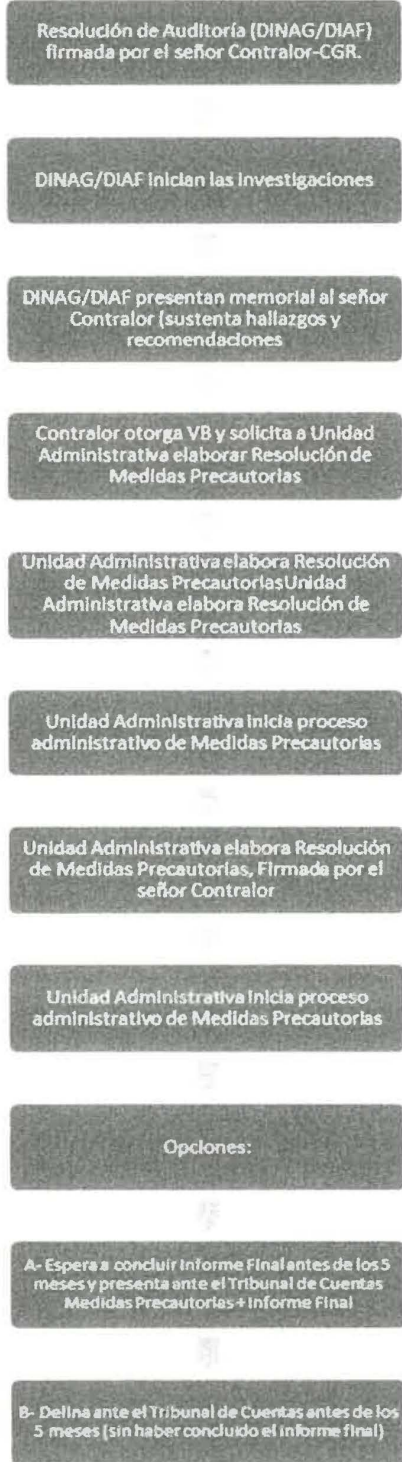 Resolución de Auditoría (DINAG/DIAF)
firmada por el señor Contralor-CGR.
DINAG/DIAF inician las investigaciones
DINAG/DIAF presentan memorial al señor
Contralor (sustenta hallazgos y
recomendaciones
Contralor otorga VB y solicita a Unidad
Administrativa elaborar Resolución de
Medidas Precautorias
Unidad Administrativa elabora Resolución
de Medidas PrecautoriasUnidad
Administrativa elabora Resolución de
Medidas Precautorias
Unidad Administrativa inicia proceso
administrativo de Medidas Precautorias
Unidad Administrativa elabora Resolución
de Medidas Precautorias, Firmada por el
señor Contralor
Unidad Administrativa inicia proceso
administrativo de Medidas Precautorias
Opciones:
A- Espera a concluir Informe Final antes de los 5
meses y presenta ante el Tribunal de Cuentas
Medidas Precautorias + Informe Final
B- Delina ante el Tribunal de Cuentas antes de los
5 meses (sin haber concluido el informe final)